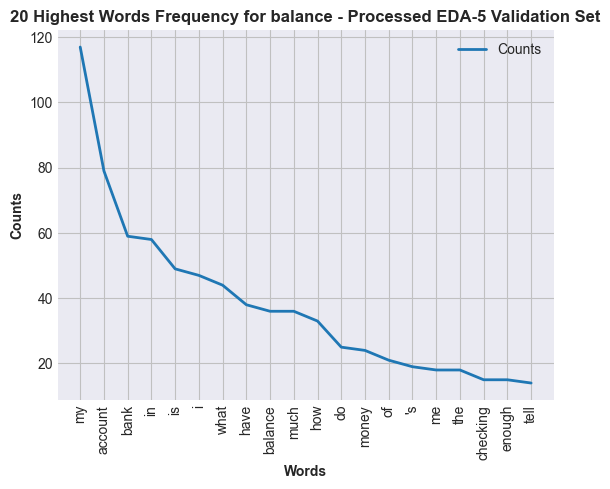 20 Highest Words Frequency for balance - Processed EDA-5 Validation Set
Counts
120
100
80
60
40
20
Counts
my
account
bank
in
is
i
what
have
balance
much
how
do
money
of
's
me
the
checking
enough
tell
Words